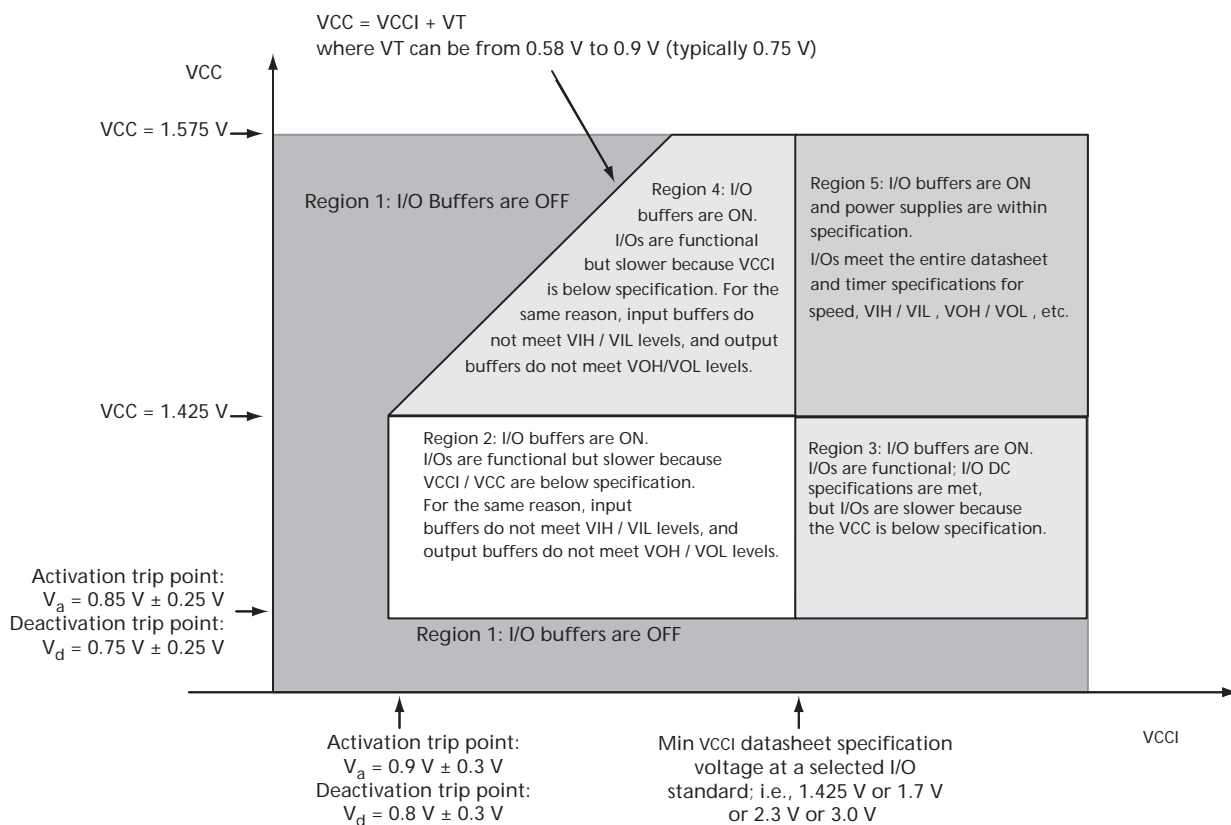 VCC = VCCI + VT
where VT can be from 0.58 V to 0.9 V (typically 0.75 V)
VCC
VCC = 1.575 V
Region 1: I/O Buffers are OFF
Region 4: I/O
buffers are ON.
I/Os are functional
but slower because VCCI
is below specification. For the
same reason, input buffers do
not meet VIH / VIL levels, and output
buffers do not meet VOH/VOL levels.
Region 5: I/O buffers are ON
and power supplies are within
specification.
I/Os meet the entire datasheet
and timer specifications for
speed, VIH / VIL , VOH / VOL , etc.
VCC = 1.425 V
Region 2: I/O buffers are ON.
I/Os are functional but slower because
VCCI / VCC are below specification.
For the same reason, input
buffers do not meet VIH / VIL levels, and
output buffers do not meet VOH / VOL levels.
Region 3: I/O buffers are ON.
I/Os are functional; I/O DC
specifications are met,
but I/Os are slower because
the VCC is below specification.
Activation trip point:
Va = 0.85 V ± 0.25 V
Deactivation trip point:
Vd = 0.75 V ± 0.25 V
Region 1: I/O buffers are OFF
Activation trip point:
Va = 0.9 V ± 0.3 V
Deactivation trip point:
Vd = 0.8 V ± 0.3 V
Min VCCI datasheet specification
voltage at a selected I/O
standard; i.e., 1.425 V or 1.7 V
or 2.3 V or 3.0 V
VCCI